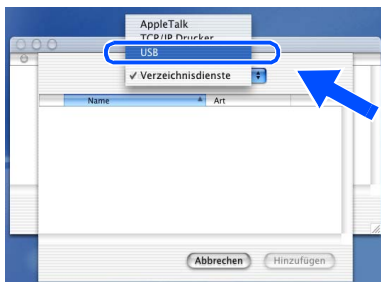 AppleTalk
TCP/IP Drucker
USB
✓ Verzeichnisdienste
Name Art
Abbrechen Hinzufügen